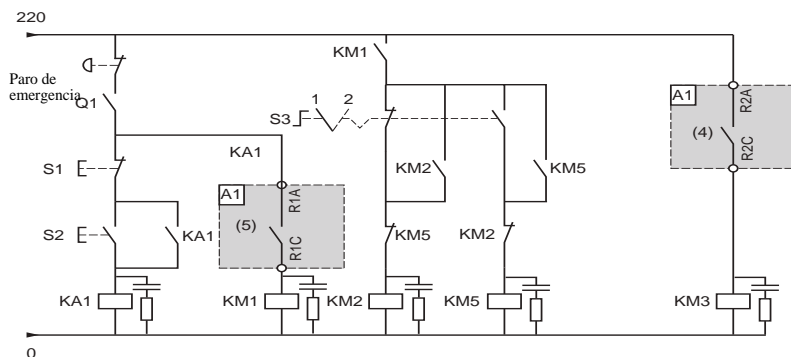 220
Paro de
emergencia
Q1
S1
S2
KA1
KA1
KA1
A1
(5)
R1A
R1C
KM1
S3
1
2
KM1
KM2
KM5
KM2
KM5
KM2
KM5
A1
(4)
R2A
R2C
KM3
0